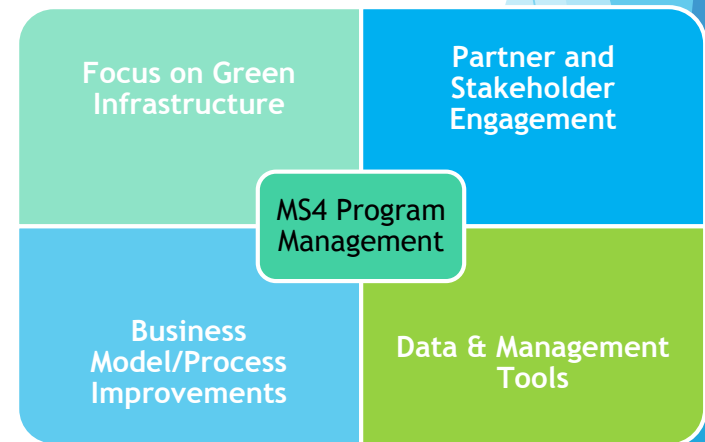 Focus on Green
Infrastructure
Partner and
Stakeholder
Engagement
MS4 Program
Management
Business
Model/Process
Improvements
Data & Management
Tools